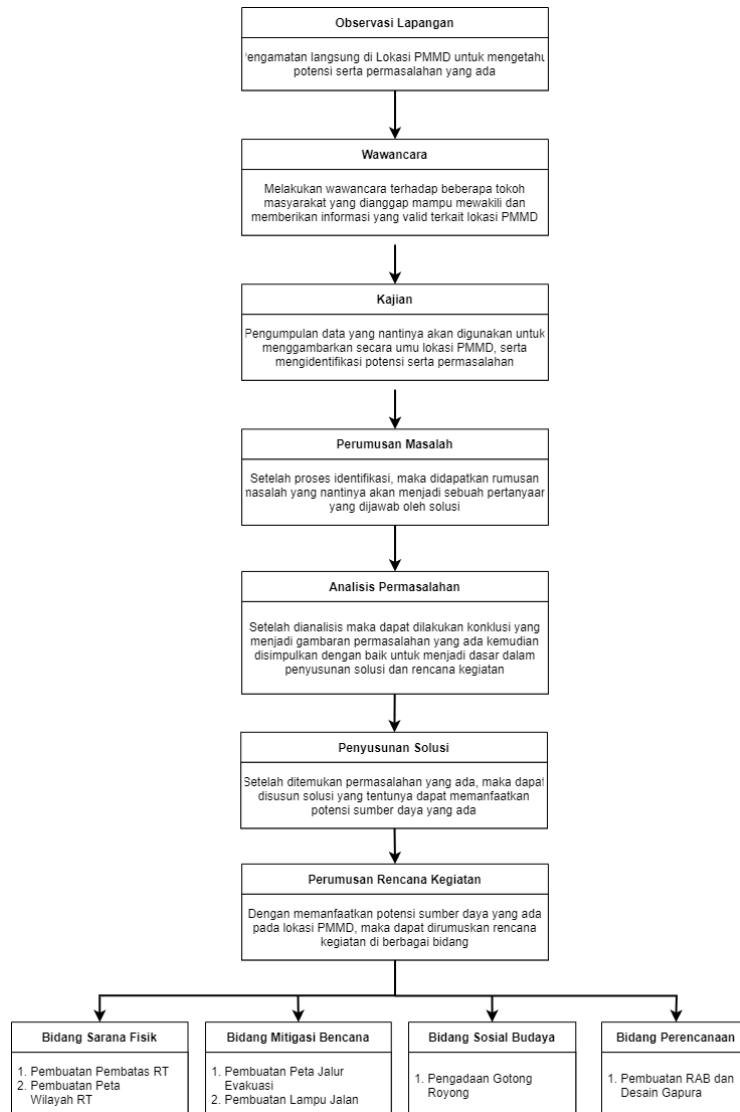 Observasi Lapangan
Pengamatan langsung di Lokasi PMMD untuk mengetahu
potensi serta permasalahan yang ada
Wawancara
Melakukan wawancara terhadap beberapa tokoh
masyarakat yang dianggap mampu mewakili dan
memberikan informasi yang valid terkait lokasi PMMD
Kajian
Pengumpulan data yang nantinya akan digunakan untuk
menggambarkan secara umu lokasi PMMD, serta
mengidentifikasi potensi serta permasalahan
Perumusan Masalah
Setelah proses identifikasi, maka didapatkan rumusan
masalah yang nantinya akan menjadi sebuah pertanyaan
yang dijawab oleh solusi
Analisis Permasalahan
Setelah dianalisis maka dapat dilakukan konklusi yang
menjadi gambaran permasalahan yang ada kemudian
disimpulkan dengan baik untuk menjadi dasar dalam
penyusunan solusi dan rencana kegiatan
Penyusunan Solusi
Setelah ditemukan permasalahan yang ada, maka dapat
disusun solusi yang tentunya dapat memanfaatkan
potensi sumber daya yang ada
Perumusan Rencana Kegiatan
Dengan memanfaatkan potensi sumber daya yang ada
pada lokasi PMMD, maka dapat dirumuskan rencana
kegiatan di berbagai bidang
Bidang Sarana Fisik
1. Pembuatan Pembatas RT
2. Pembuatan Peta
Wilayah RT
Bidang Mitigasi Bencana
1. Pembuatan Peta Jalur
Evakuasi
2. Pembuatan Lampu Jalan
Bidang Sosial Budaya
1. Pengadaan Gotong
Royong
Bidang Perencanaan
1. Pembuatan RAB dan
Desain Gapura